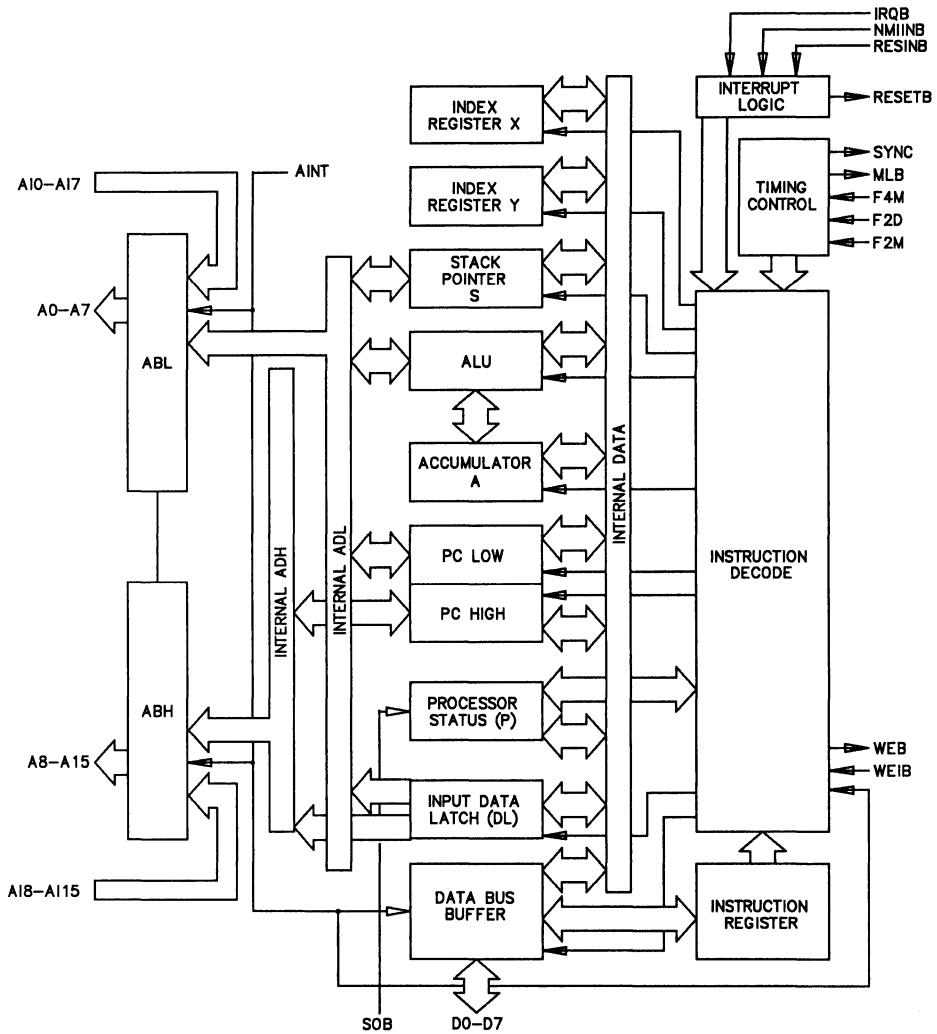 IRQB
NMIINB
RESINB
INTERRUPT
LOGIC
RESETB
INDEX
REGISTER X
SYNC
MLB
TIMING
CONTROL
F4M
F2D
F2M
AI0-AI7
AINT
INDEX
REGISTER Y
STACK
POINTER
S
A0-A7
ABL
ALU
ACCUMULATOR
A
INTERNAL DATA
INTERNAL ADH
INTERNAL ADL
PC LOW
PC HIGH
INSTRUCTION
DECODE
PROCESSOR
STATUS (P)
ABH
A8-A15
WEB
WEIB
INPUT DATA
LATCH (DL)
AI8-AI15
DATA BUS
BUFFER
INSTRUCTION
REGISTER
SOB
D0-D7